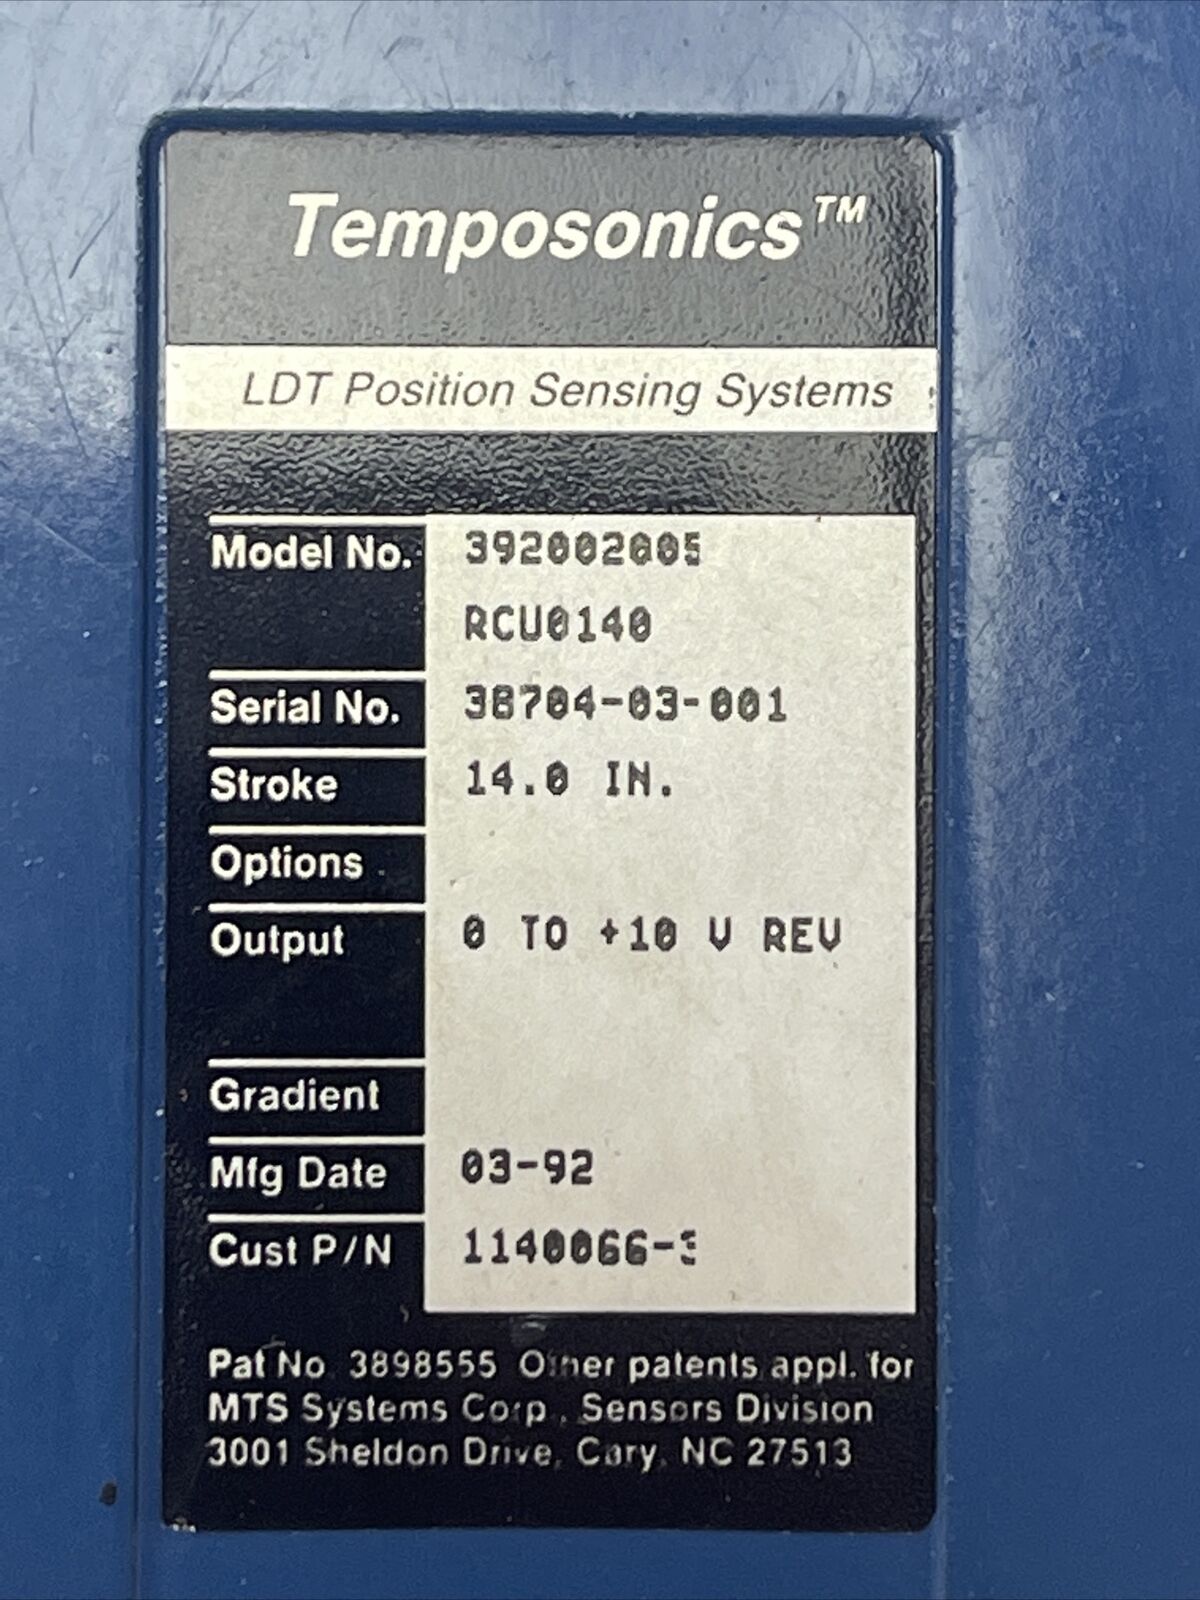 Temposonics™
LDT Position Sensing Systems
Model No. 392002005
RCU0140
Serial No. 38704-03-001
Stroke 14.0 IN.
Options
Output 0 TO +10 V REV
Gradient
Mfg Date 03-92
Cust P/N
Pat No 3898555 Other patents appl. for
MTS Systems Corp., Sensors Division
3001 Sheldon Drive, Cary, NC 27513